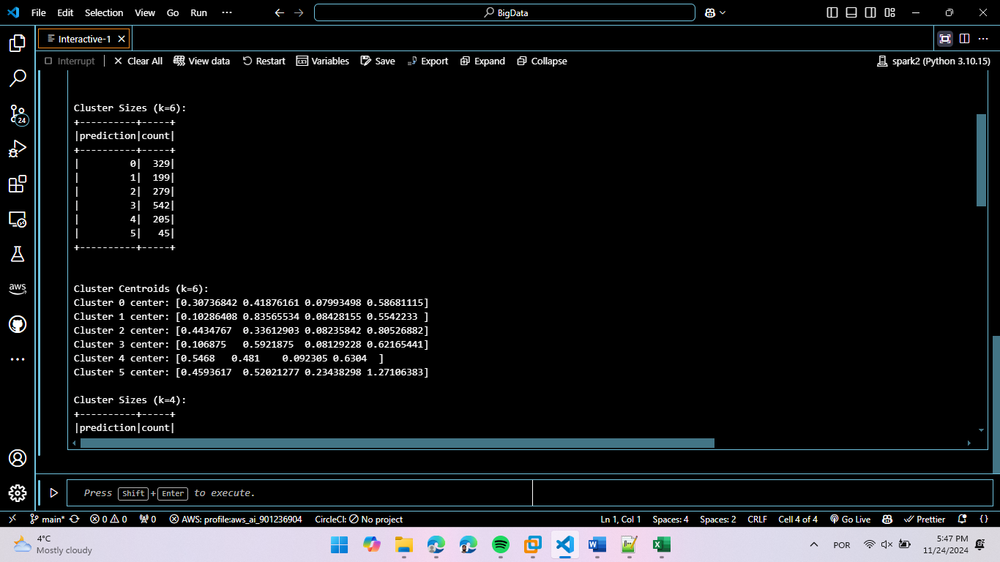 File Edit Selection View Go Run ··· BigData
Interactive-1
Interrupt Clear All View data Restart Variables Save Export Expand Collapse spark2 (Python 3.10.15)
Cluster Sizes (k=6):
+----------+-----+
|prediction|count|
+----------+-----+
|         0|  329|
|         1|  199|
|         2|  279|
|         3|  542|
|         4|  205|
|         5|   45|
+----------+-----+
Cluster Centroids (k=6):
Cluster 0 center: [0.30736842 0.41876161 0.07993498 0.58681115]
Cluster 1 center: [0.10286408 0.83565534 0.08428155 0.5542233 ]
Cluster 2 center: [0.4434767  0.33612903 0.08235842 0.80526882]
Cluster 3 center: [0.106875   0.5921875  0.08129228 0.62165441]
Cluster 4 center: [0.5468   0.481    0.092305 0.6304  ]
Cluster 5 center: [0.4593617  0.52021277 0.23438298 1.27106383]
Cluster Sizes (k=4):
+----------+-----+
|prediction|count|
24
aws
Press Shift + Enter to execute.
main* 0 0 0 AWS: profile:aws_ai_901236904 CircleCI: No project Ln 1, Col 1 Spaces: 4 Spaces: 2 CRLF Cell 4 of 4 Go Live Prettier {}
4°C
Mostly cloudy
POR
5:47 PM
11/24/2024